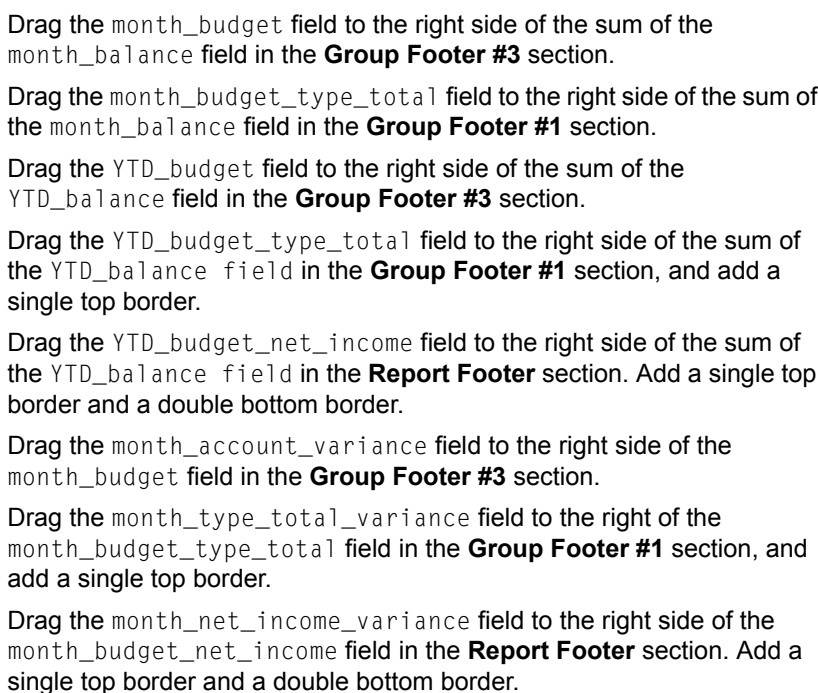 Drag the month_budget field to the right side of the sum of the
month_balance field in the Group Footer #3 section.
Drag the month_budget_type_total field to the right side of the sum of
the month_balance field in the Group Footer #1 section.
Drag the YTD_budget field to the right side of the sum of the
YTD_balance field in the Group Footer #3 section.
Drag the YTD_budget_type_total field to the right side of the sum of
the YTD_balance field in the Group Footer #1 section, and add a
single top border.
Drag the YTD_budget_net_income field to the right side of the sum of
the YTD_balance field in the Report Footer section. Add a single top
border and a double bottom border.
Drag the month_account_variance field to the right side of the
month_budget field in the Group Footer #3 section.
Drag the month_type_total_variance field to the right of the
month_budget_type_total field in the Group Footer #1 section, and
add a single top border.
Drag the month_net_income_variance field to the right side of the
month_budget_net_income field in the Report Footer section. Add a
single top border and a double bottom border.